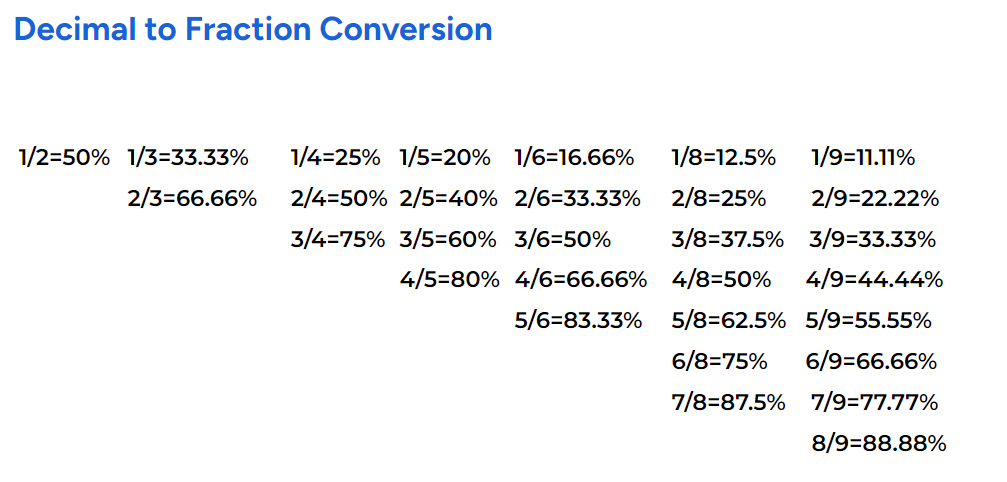 Decimal to Fraction Conversion
1/2=50% 1/3=33.33% 1/4=25% 1/5=20% 1/6=16.66% 1/8=12.5% 1/9=11.11%
2/3=66.66% 2/4=50% 2/5=40% 2/6=33.33% 2/8=25% 2/9=22.22%
3/4=75% 3/5=60% 3/6=50% 3/8=37.5% 3/9=33.33%
4/5=80% 4/6=66.66% 4/8=50% 4/9=44.44%
5/6=83.33% 5/8=62.5% 5/9=55.55%
6/8=75% 6/9=66.66%
7/8=87.5% 7/9=77.77%
8/9=88.88%